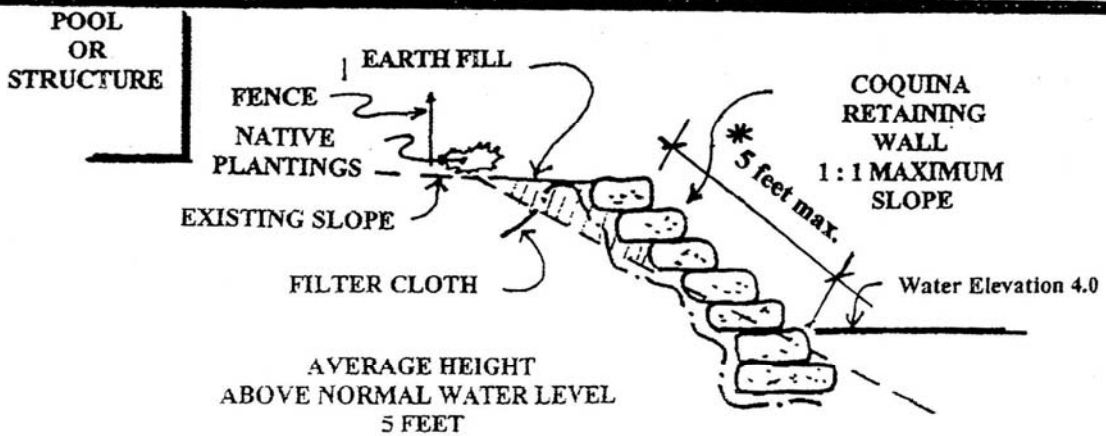 POOL
OR
STRUCTURE
EARTH FILL
FENCE
NATIVE
PLANTINGS
EXISTING SLOPE
FILTER CLOTH
COQUINA
RETAINING
WALL
1 : 1 MAXIMUM
SLOPE
* 5 feet max.
Water Elevation 4.0
AVERAGE HEIGHT
ABOVE NORMAL WATER LEVEL
5 FEET